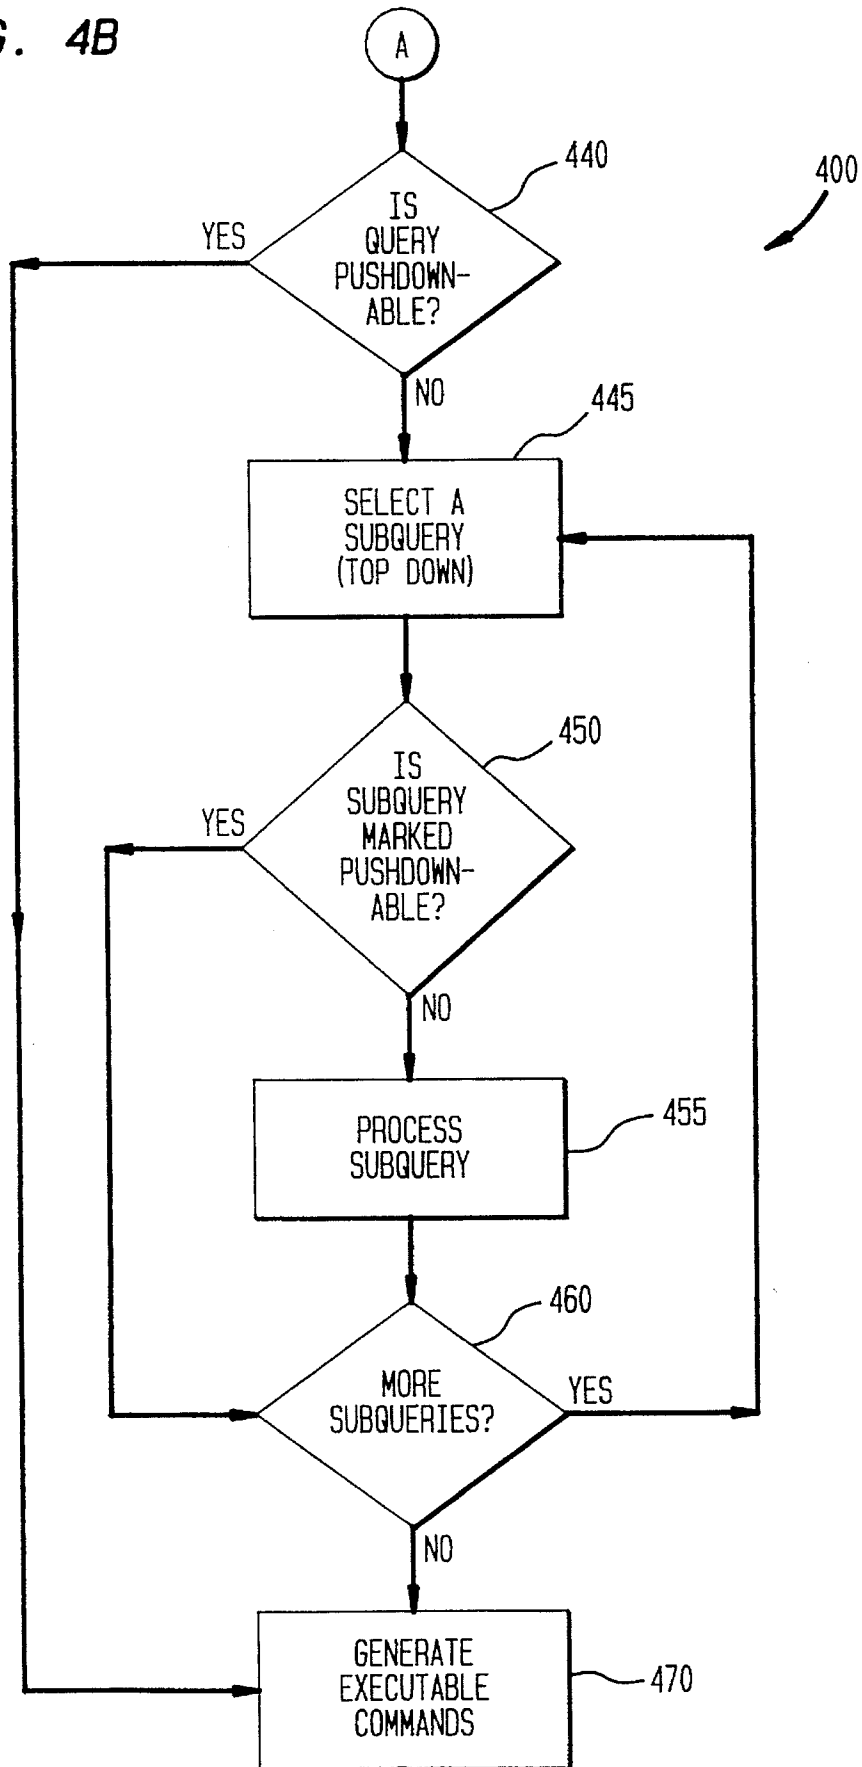 . 4B
A
440
400
IS
QUERY
PUSHDOWN-
ABLE?
YES
NO
445
SELECT A
SUBQUERY
(TOP DOWN)
450
IS
SUBQUERY
MARKED
PUSHDOWN-
ABLE?
YES
NO
455
PROCESS
SUBQUERY
460
MORE
SUBQUERIES?
YES
NO
GENERATE
EXECUTABLE
COMMANDS
470